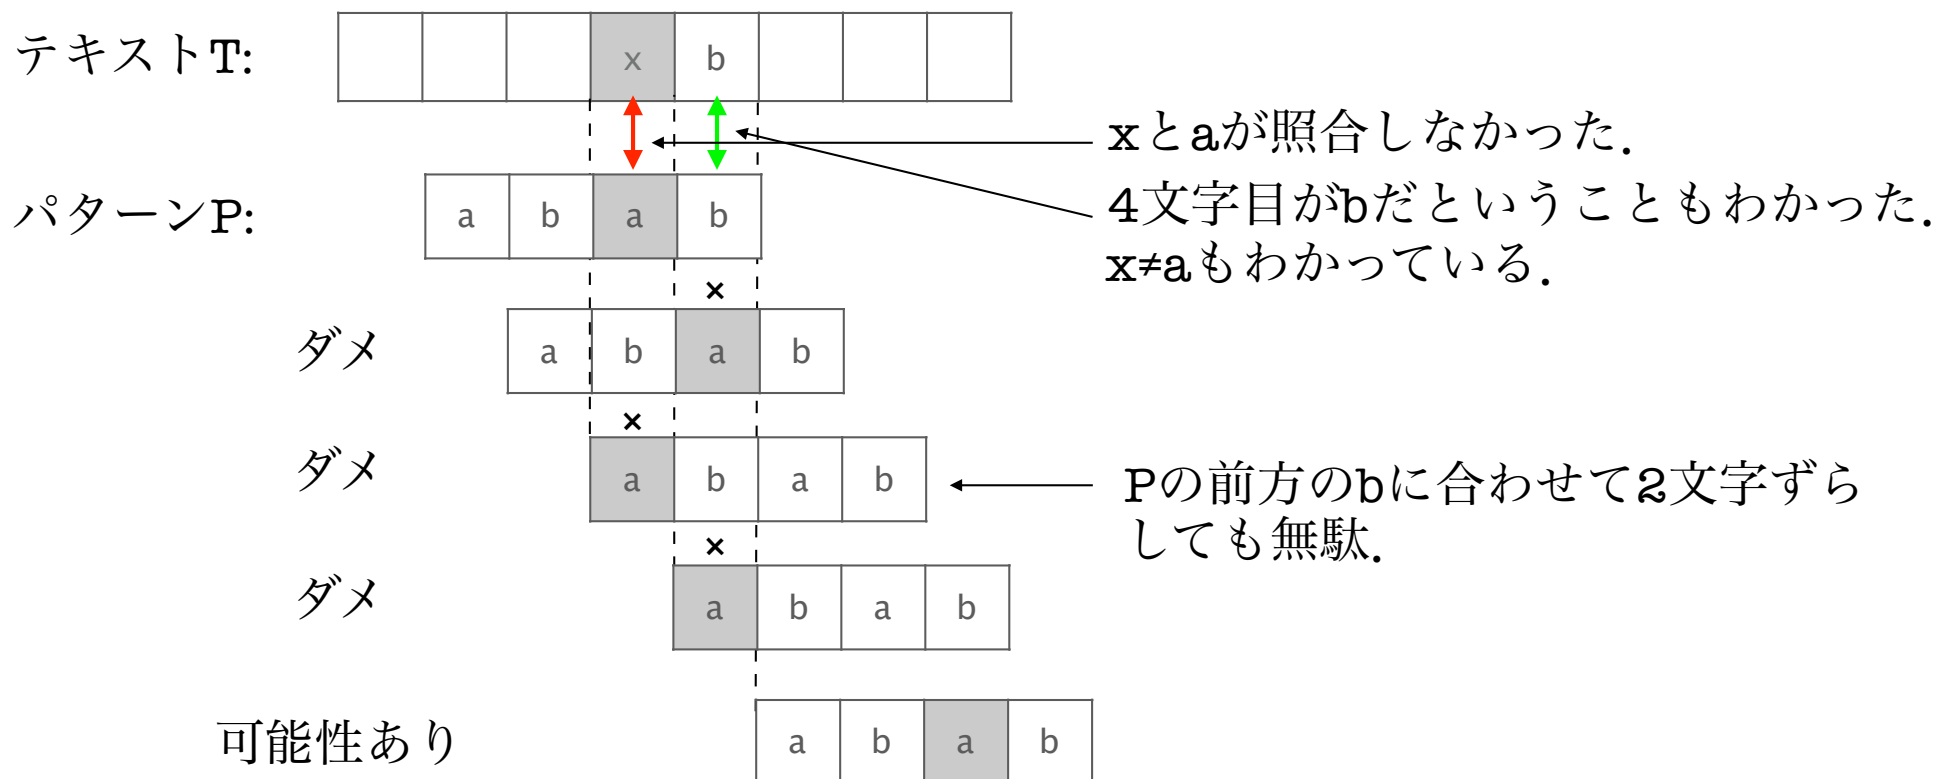 テキストT:
x b
xとaが照合しなかった.
パターンP:
a b a b
4文字目がbだということもわかった.
x≠aもわかっている.
×
ダメ
a b a b
×
ダメ
a b a b
Pの前方のbに合わせて2文字ずら
しても無駄.
×
ダメ
a b a b
可能性あり
a b a b